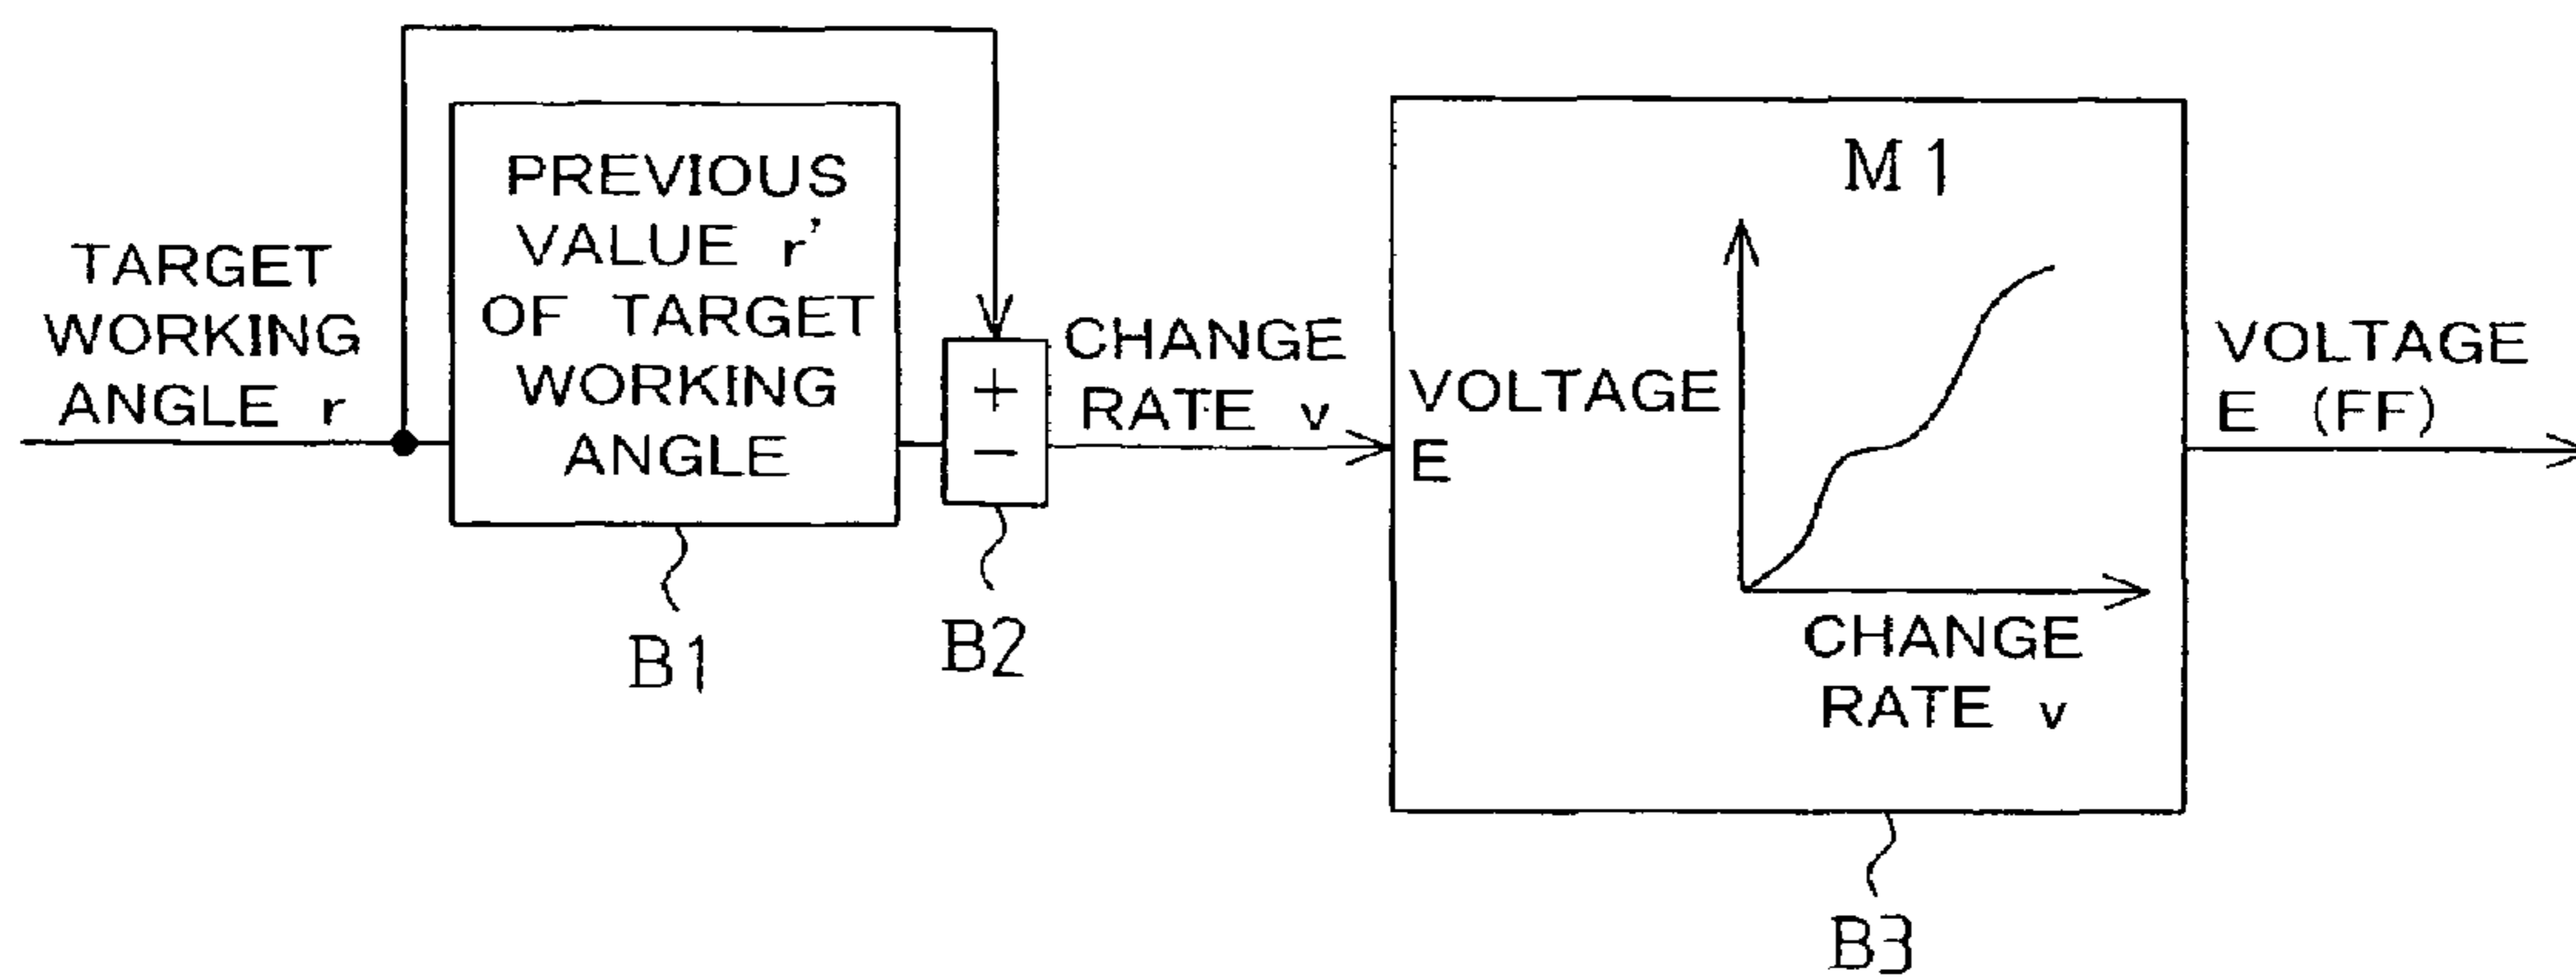 TARGET
WORKING
ANGLE r
PREVIOUS
VALUE r'
OF TARGET
WORKING
ANGLE
B1
+
−
B2
CHANGE
RATE v
M1
VOLTAGE
E
CHANGE
RATE v
B3
VOLTAGE
E (FF)